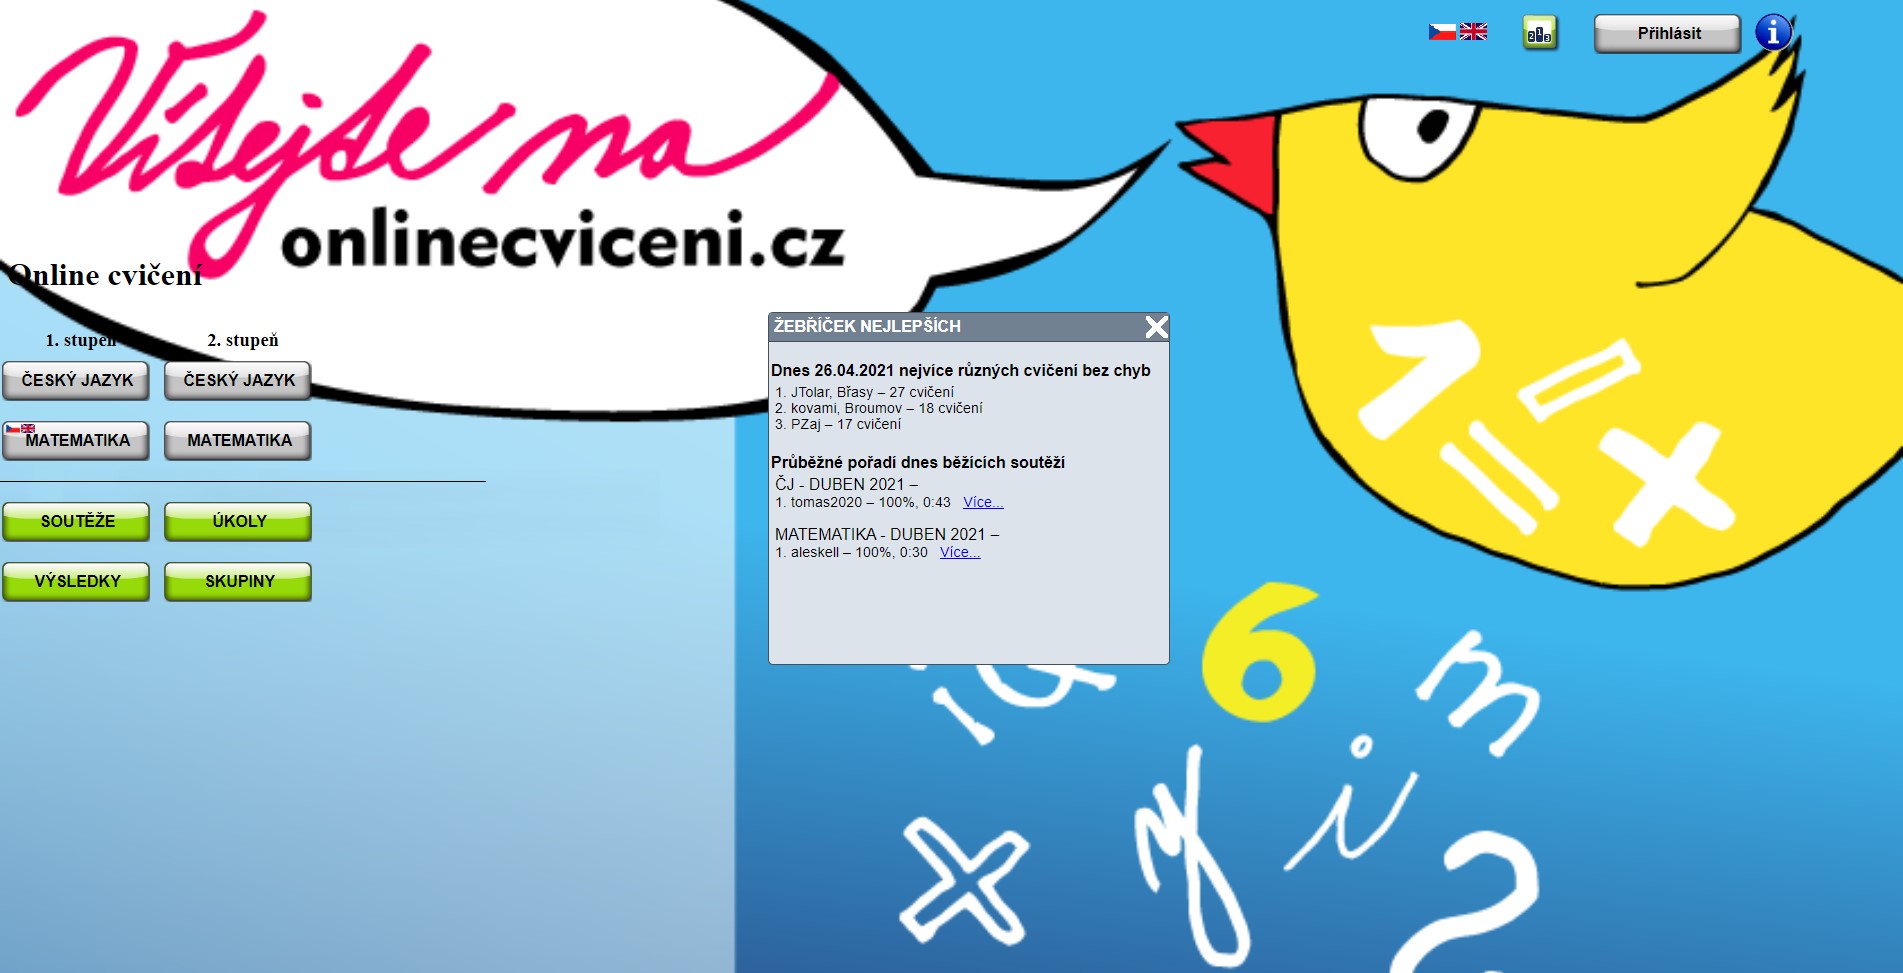 Vítejte na
onlinecviceni.cz
Přihlásit
Online cvičení
1. stupeň
2. stupeň
ČESKÝ JAZYK
ČESKÝ JAZYK
MATEMATIKA
MATEMATIKA
SOUTĚŽE
ÚKOLY
VÝSLEDKY
SKUPINY
ŽEBŘÍČEK NEJLEPŠÍCH
Dnes 26.04.2021 nejvíce různých cvičení bez chyb
1. JTolar, Břasy – 27 cvičení
2. kovami, Broumov – 18 cvičení
3. PZaj – 17 cvičení
Průběžné pořadí dnes běžících soutěží
ČJ - DUBEN 2021 –
1. tomas2020 – 100%, 0:43 Více...
MATEMATIKA - DUBEN 2021 –
1. aleskell – 100%, 0:30 Více...
1 - = ×
6 m
× y i 2